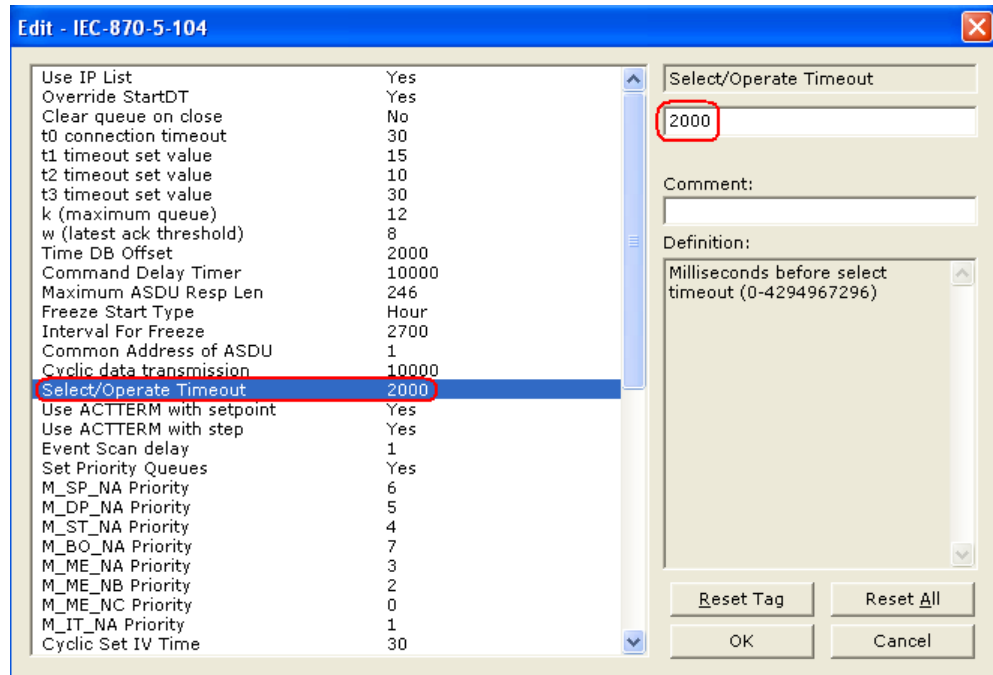 Edit - IEC-870-5-104
Use IP List Yes
Override StartDT Yes
Clear queue on close No
t0 connection timeout 30
t1 timeout set value 15
t2 timeout set value 10
t3 timeout set value 30
k (maximum queue) 12
w (latest ack threshold) 8
Time DB Offset 2000
Command Delay Timer 10000
Maximum ASDU Resp Len 246
Freeze Start Type Hour
Interval For Freeze 2700
Common Address of ASDU 1
Cyclic data transmission 10000
Select/Operate Timeout 2000
Use ACTTERM with setpoint Yes
Use ACTTERM with step Yes
Event Scan delay 1
Set Priority Queues Yes
M_SP_NA Priority 6
M_DP_NA Priority 5
M_ST_NA Priority 4
M_BO_NA Priority 7
M_ME_NA Priority 3
M_ME_NB Priority 2
M_ME_NC Priority 0
M_IT_NA Priority 1
Cyclic Set IV Time 30
Select/Operate Timeout
2000
Comment:
Definition:
Milliseconds before select
timeout (0-4294967296)
Reset Tag Reset All
OK Cancel